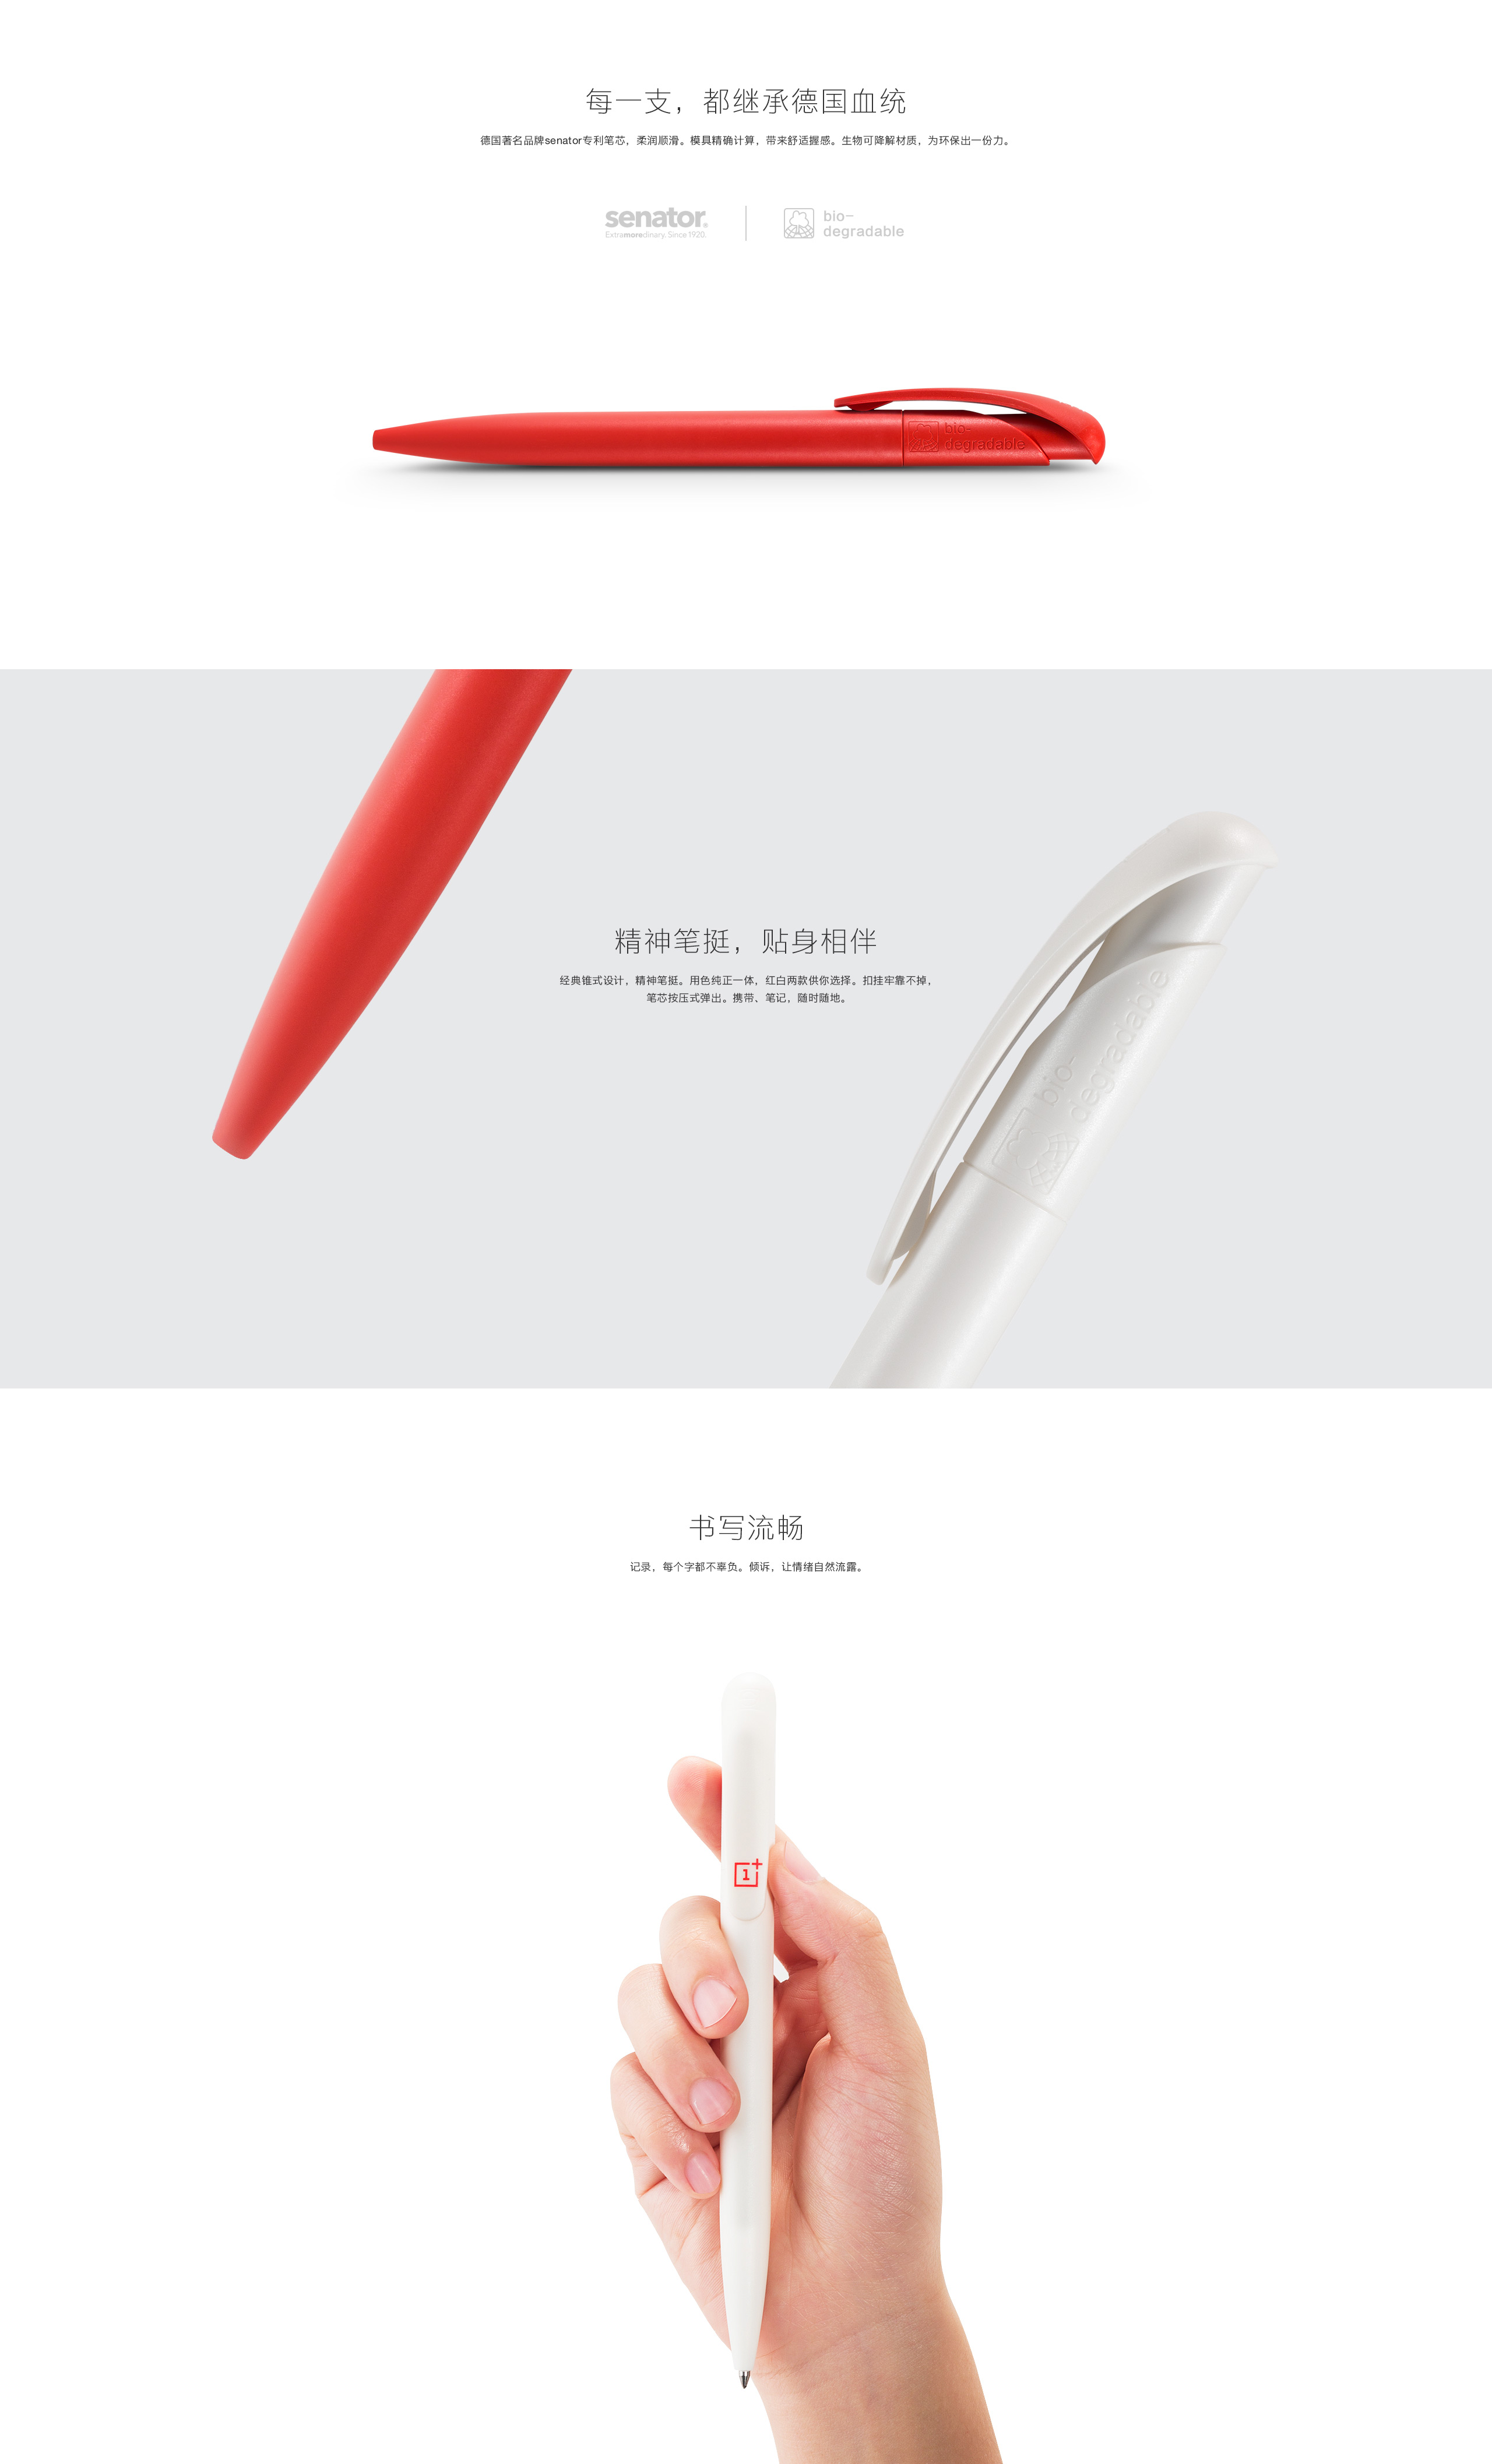 每一支，都继承德国血统
德国著名品牌senator专利笔芯，柔润顺滑。模具精确计算，带来舒适握感。生物可降解材质，为环保出一份力。
senator®
Extramoredinary. Since 1920.
bio-
degradable
bio-
degradable
精神笔挺，贴身相伴
经典锥式设计，精神笔挺。用色纯正一体，红白两款供你选择。扣挂牢靠不掉，
笔芯按压式弹出。携带、笔记，随时随地。
bio-
degradable
书写流畅
记录，每个字都不辜负。倾诉，让情绪自然流露。
1+